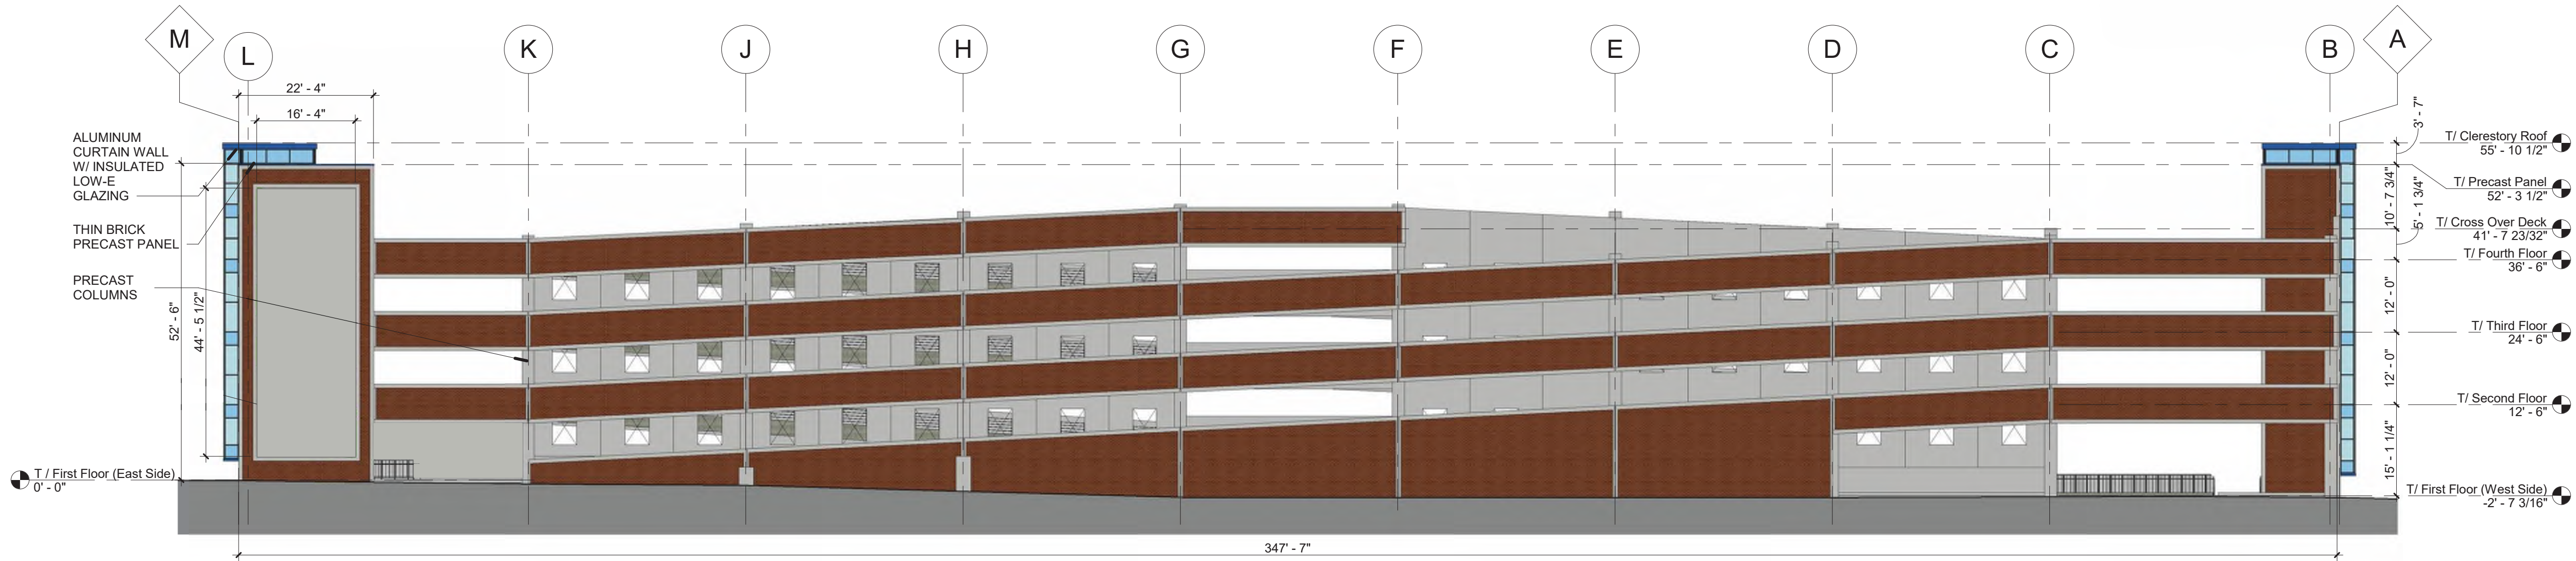 M
L
K
J
H
G
F
E
D
C
B
A
22' - 4"
16' - 4"
ALUMINUM
CURTAIN WALL
W/ INSULATED
LOW-E
GLAZING
THIN BRICK
PRECAST PANEL
PRECAST
COLUMNS
52' - 6"
44' - 5 1/2"
T / First Floor (East Side)
0' - 0"
3' - 7"
T/ Clerestory Roof
55' - 10 1/2"
T/ Precast Panel
52' - 3 1/2"
10' - 7 3/4"
5' - 1 3/4"
T/ Cross Over Deck
41' - 7 23/32"
T/ Fourth Floor
36' - 6"
12' - 0"
T/ Third Floor
24' - 6"
12' - 0"
T/ Second Floor
12' - 6"
15' - 1 1/4"
T/ First Floor (West Side)
-2' - 7 3/16"
347' - 7"